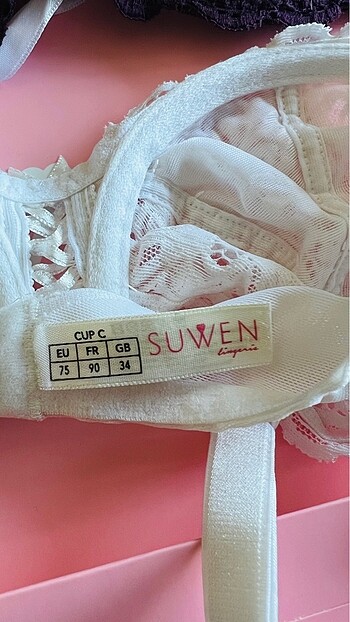 CUP C
EU FR GB
75 90 34
SUWEN
lingerie